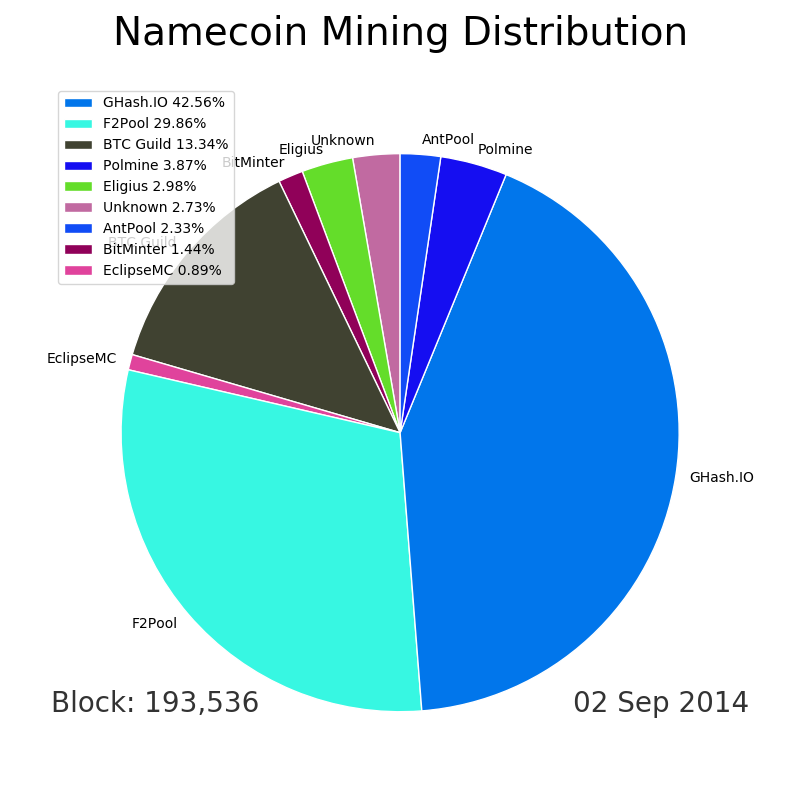 Namecoin Mining Distribution
GHash.IO 42.56%
F2Pool 29.86%
BTC Guild 13.34%
Polmine 3.87%
Eligius 2.98%
Unknown 2.73%
AntPool 2.33%
BitMinter 1.44%
EclipseMC 0.89%
Unknown
AntPool
Eligius
Polmine
BitMinter
BTC Guild
EclipseMC
GHash.IO
F2Pool
Block: 193,536
02 Sep 2014